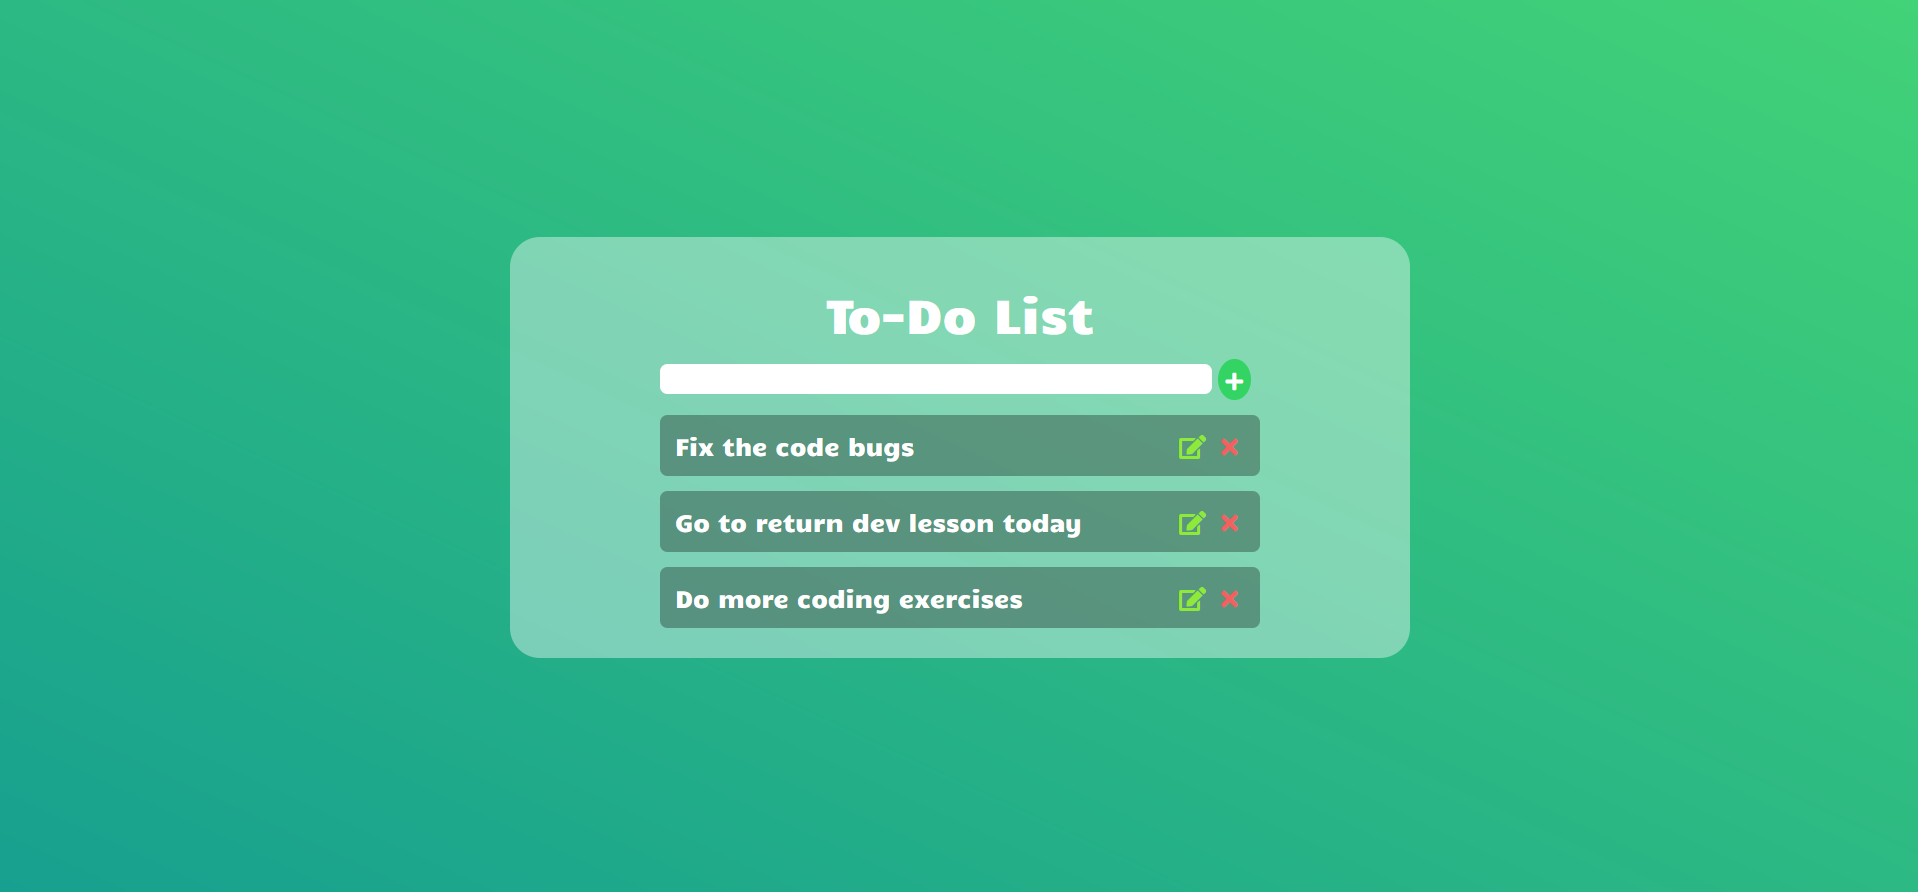 To-Do List
Fix the code bugs
Go to return dev lesson today
Do more coding exercises